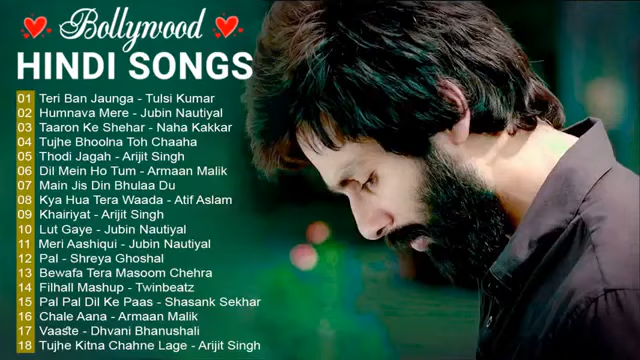 Bollywood
HINDI SONGS
01 Teri Ban Jaunga - Tulsi Kumar
02 Humnava Mere - Jubin Nautiyal
03 Taaron Ke Shehar - Naha Kakkar
04 Tujhe Bhoolna Toh Chaaha
05 Thodi Jagah - Arijit Singh
06 Dil Mein Ho Tum - Armaan Malik
07 Main Jis Din Bhulaa Du
08 Kya Hua Tera Waada - Atif Aslam
09 Khairiyat - Arijit Singh
10 Lut Gaye - Jubin Nautiyal
11 Meri Aashiqui - Jubin Nautiyal
12 Pal - Shreya Ghoshal
13 Bewafa Tera Masoom Chehra
14 Filhall Mashup - Twinbeatz
15 Pal Pal Dil Ke Paas - Shasank Sekhar
16 Chale Aana - Armaan Malik
17 Vaaste - Dhvani Bhanushali
18 Tujhe Kitna Chahne Lage - Arijit Singh